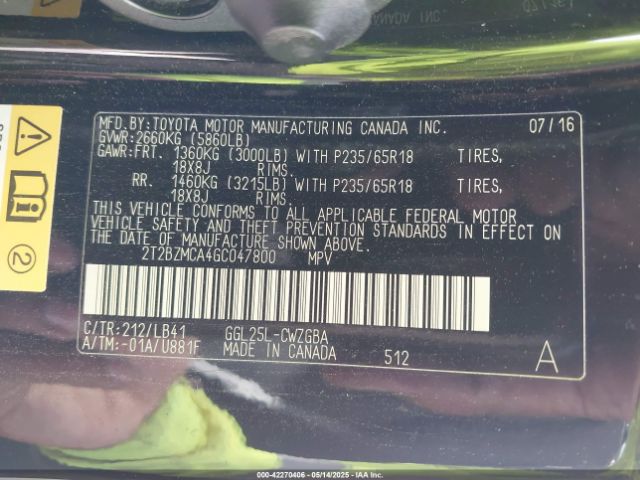 MFD.BY:TOYOTA MOTOR MANUFACTURING CANADA INC. 07/16
GVWR:2660KG (5860LB)
GAWR:FRT. 1360KG (3000LB) WITH P235/65R18 TIRES,
18X8J RIMS.
RR. 1460KG (3215LB) WITH P235/65R18 TIRES,
18X8J RIMS.
THIS VEHICLE CONFORMS TO ALL APPLICABLE FEDERAL MOTOR
VEHICLE SAFETY AND THEFT PREVENTION STANDARDS IN EFFECT ON
THE DATE OF MANUFACTURE SHOWN ABOVE.
2T2BZMCA4GC047800 MPV
C/TR:212/LB41 GGL25L-CWZGBA
A/TM:-01A/U881F MADE IN CANADA 512 A
2
000-42270406 - 05/14/2025 - IAA Inc.